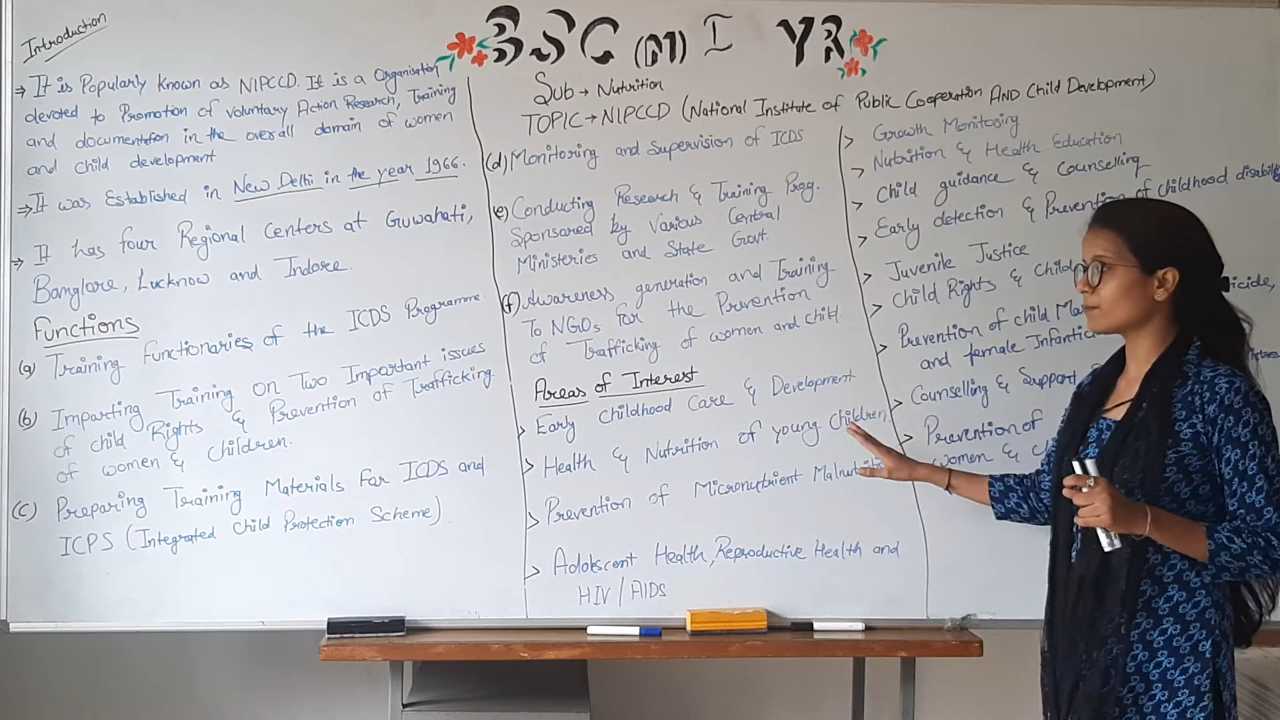 BSC (M) I YR
Sub → Nutrition
TOPIC → NIPCCD (National Institute of Public Cooperation AND Child Development)
Introduction
⇒ It is Popularly known as NIPCCD. It is a Organisation
devoted to Promotion of voluntary Action Research, Training
and documentation in the overall domain of women
and child development
⇒ It was Established in New Delhi in the year 1966.
⇒ It has four Regional Centers at Guwahati,
Banglore, Lucknow and Indore.
Functions
(a) Training Functionaries of the ICDS Programme.
(b) Imparting Training on Two Important issues
of child Rights & Prevention of Trafficking
of women & children.
(c) Preparing Training Materials For ICDS and
ICPS (Integrated Child Protection Scheme)
(d) Monitoring and Supervision of ICDS
(e) Conducting Research & Training Prgg.
Sponsared by Various Central
Ministeries and State Govt.
(f) Awareness generation and Training
To NGOs for the Prevention
of Trafficking of women and child.
Areas of Interest
> Early Childhood Care & Development
> Health & Nutrition of young Children
> Prevention of Micronutrient
> Adolscent Health, Reproductive Health and
HIV / AIDS
> Growth Monitosing
> Nutrition & Health Education
> Child guidance & Counselling
> Early detection & Prevention of childhood
> Juvenile Justice
> Child Rights &
> Prevention of child
and female
> Counselling & Support
> Prevention of
women &